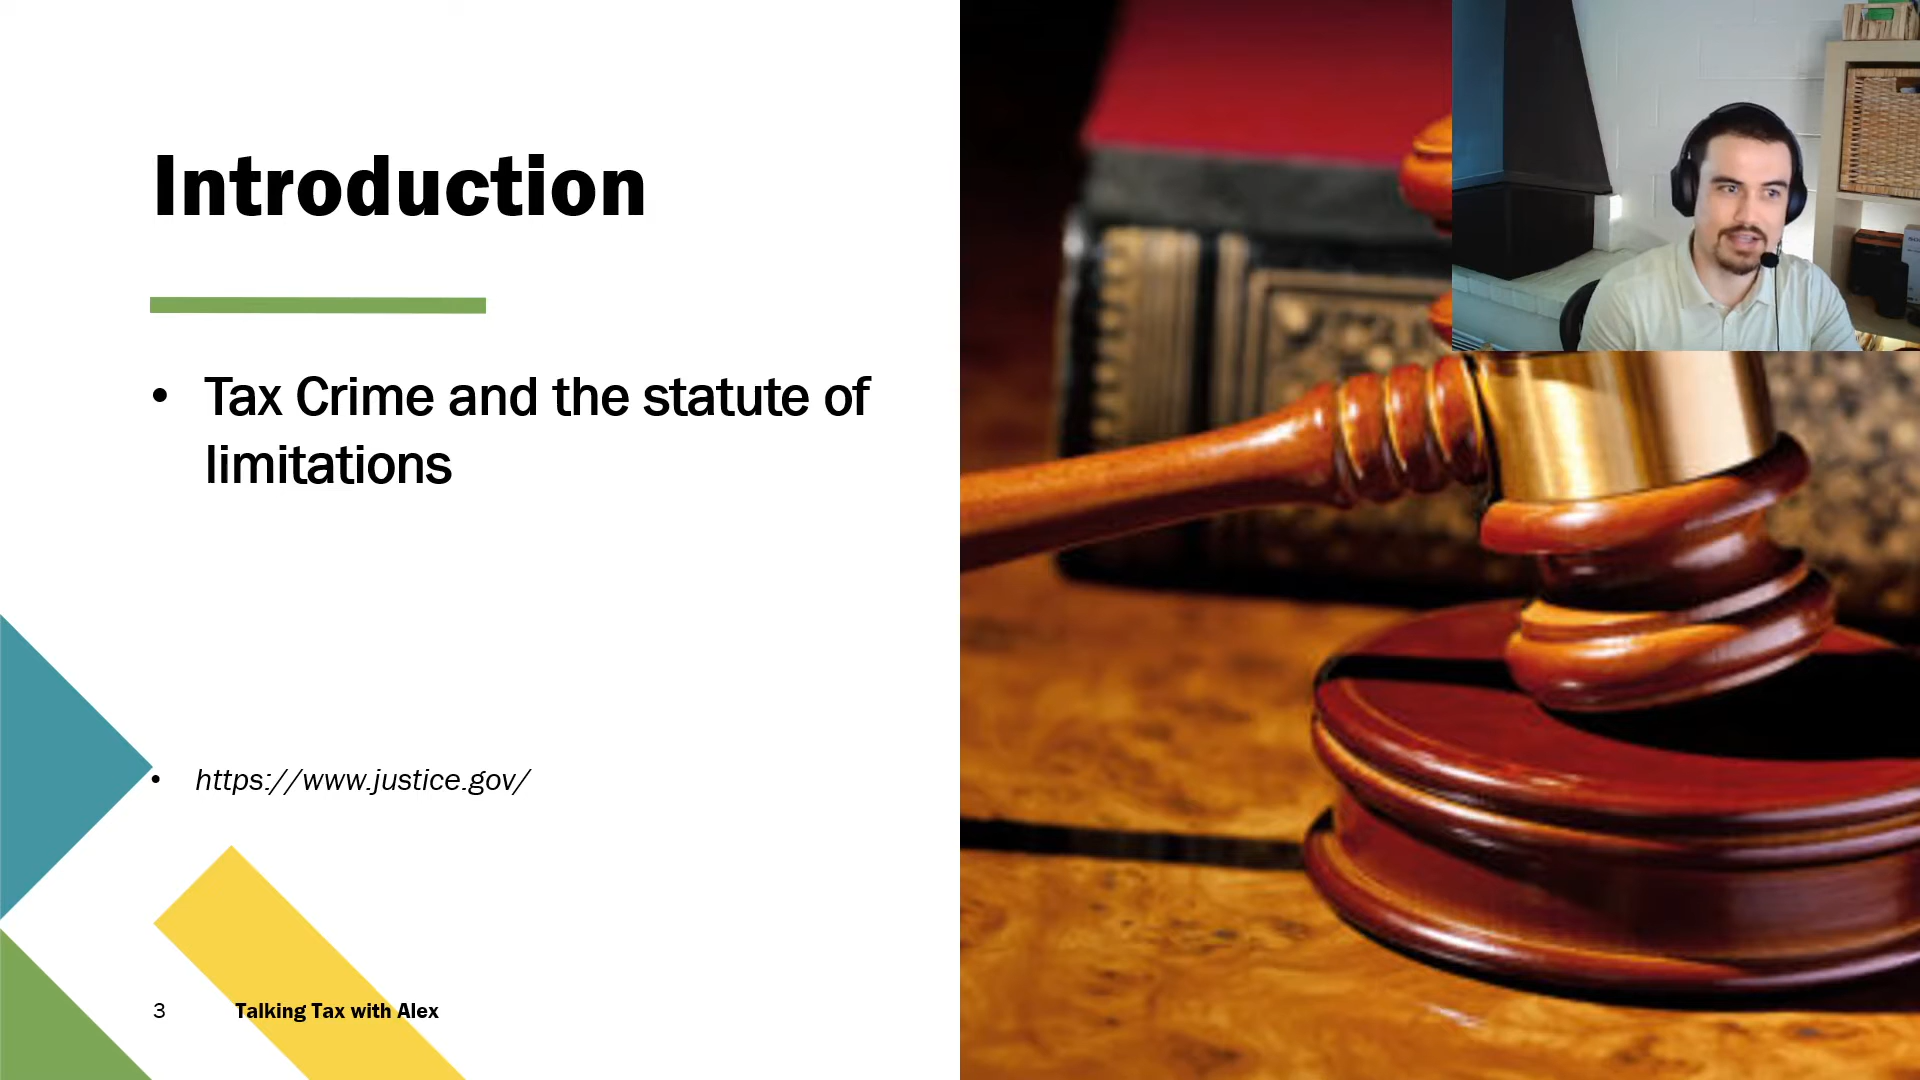 Introduction
• Tax Crime and the statute of
limitations
• https://www.justice.gov/
3 Talking Tax with Alex